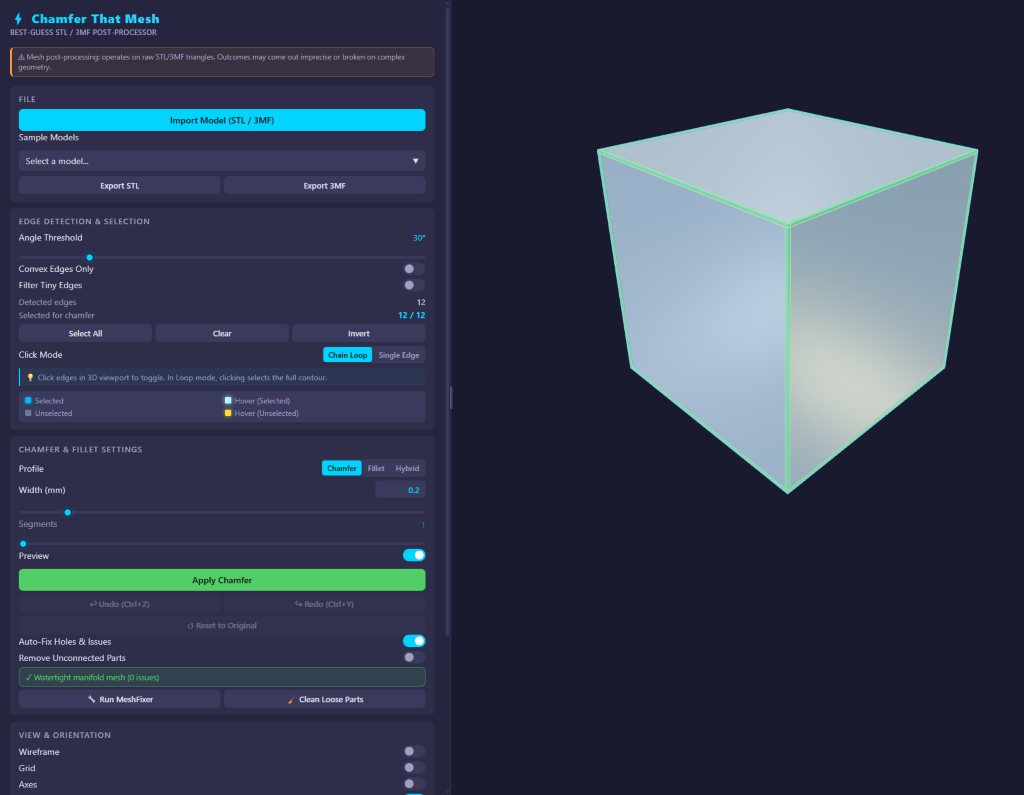 ⚡ Chamfer That Mesh
BEST-GUESS STL / 3MF POST-PROCESSOR
⚠ Mesh post-processing: operates on raw STL/3MF triangles. Outcomes may come out imprecise or broken on complex
geometry.
FILE
Import Model (STL / 3MF)
Sample Models
Select a model...
Export STL
Export 3MF
EDGE DETECTION & SELECTION
Angle Threshold 30°
Convex Edges Only
Filter Tiny Edges
Detected edges 12
Selected for chamfer 12 / 12
Select All
Clear
Invert
Click Mode Chain Loop Single Edge
💡 Click edges in 3D viewport to toggle. In Loop mode, clicking selects the full contour.
Selected
Hover (Selected)
Unselected
Hover (Unselected)
CHAMFER & FILLET SETTINGS
Profile Chamfer Fillet Hybrid
Width (mm) 0.2
Segments 1
Preview
Apply Chamfer
↩ Undo (Ctrl+Z)
↪ Redo (Ctrl+Y)
↺ Reset to Original
Auto-Fix Holes & Issues
Remove Unconnected Parts
✓ Watertight manifold mesh (0 issues)
🔧 Run MeshFixer
🧹 Clean Loose Parts
VIEW & ORIENTATION
Wireframe
Grid
Axes